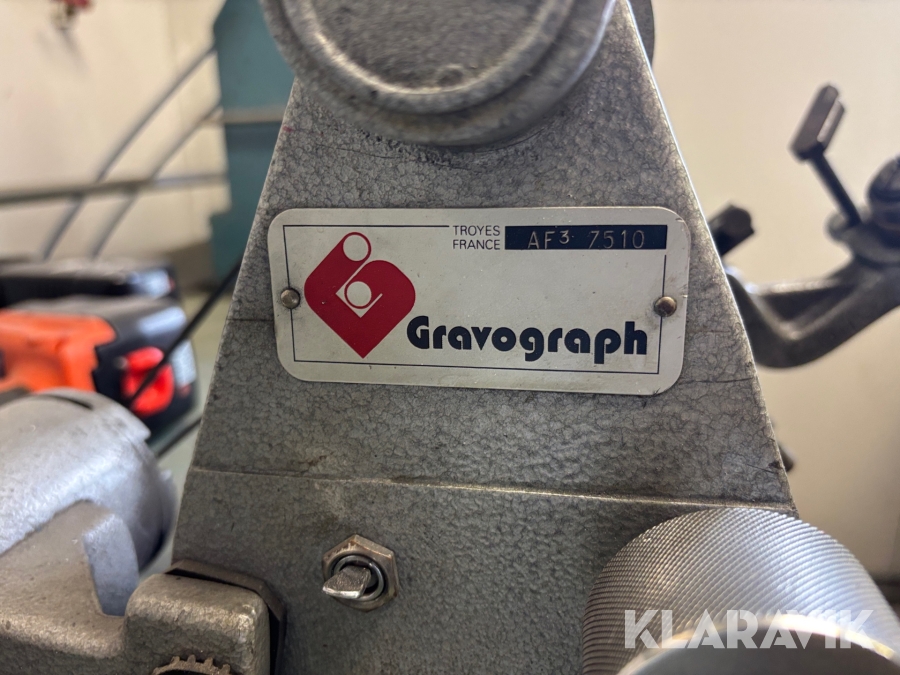 TROYES
FRANCE
AF3. 7510
Gravograph
KLARAVIK